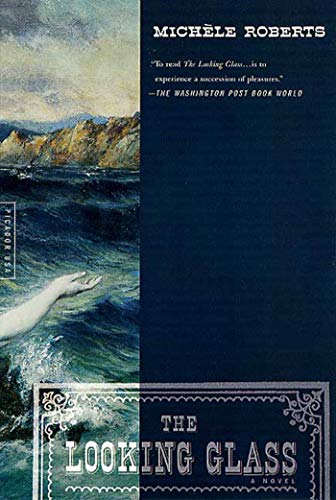 MICHÈLE ROBERTS
"To read The Looking Glass...is to
experience a succession of pleasures."
—THE WASHINGTON POST BOOK WORLD
PICADOR USA
THE
LOOKING GLASS
A NOVEL